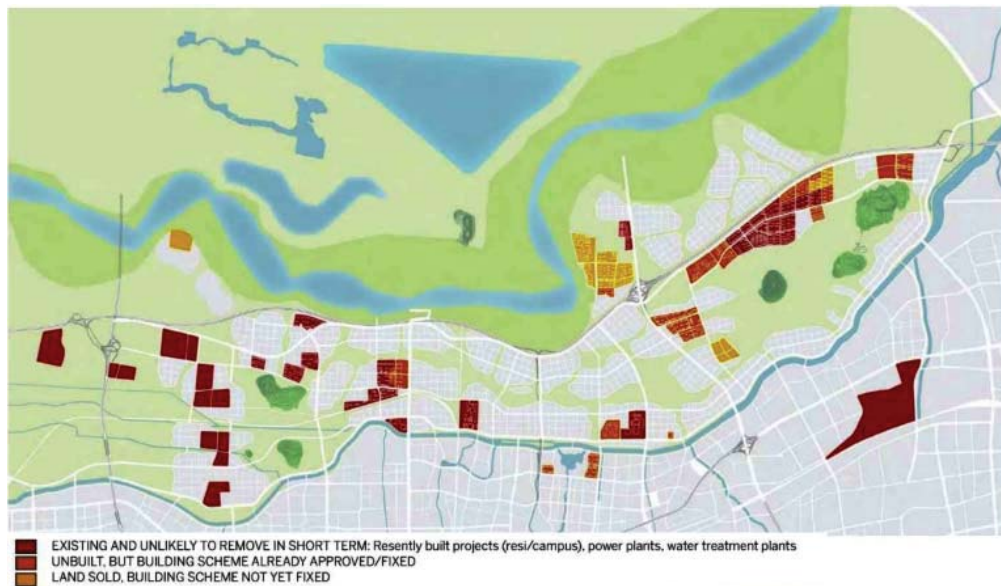 EXISTING AND UNLIKELY TO REMOVE IN SHORT TERM: Resently built projects (resi/campus), power plants, water treatment plants
UNBUILT, BUT BUILDING SCHEME ALREADY APPROVED/FIXED
LAND SOLD, BUILDING SCHEME NOT YET FIXED